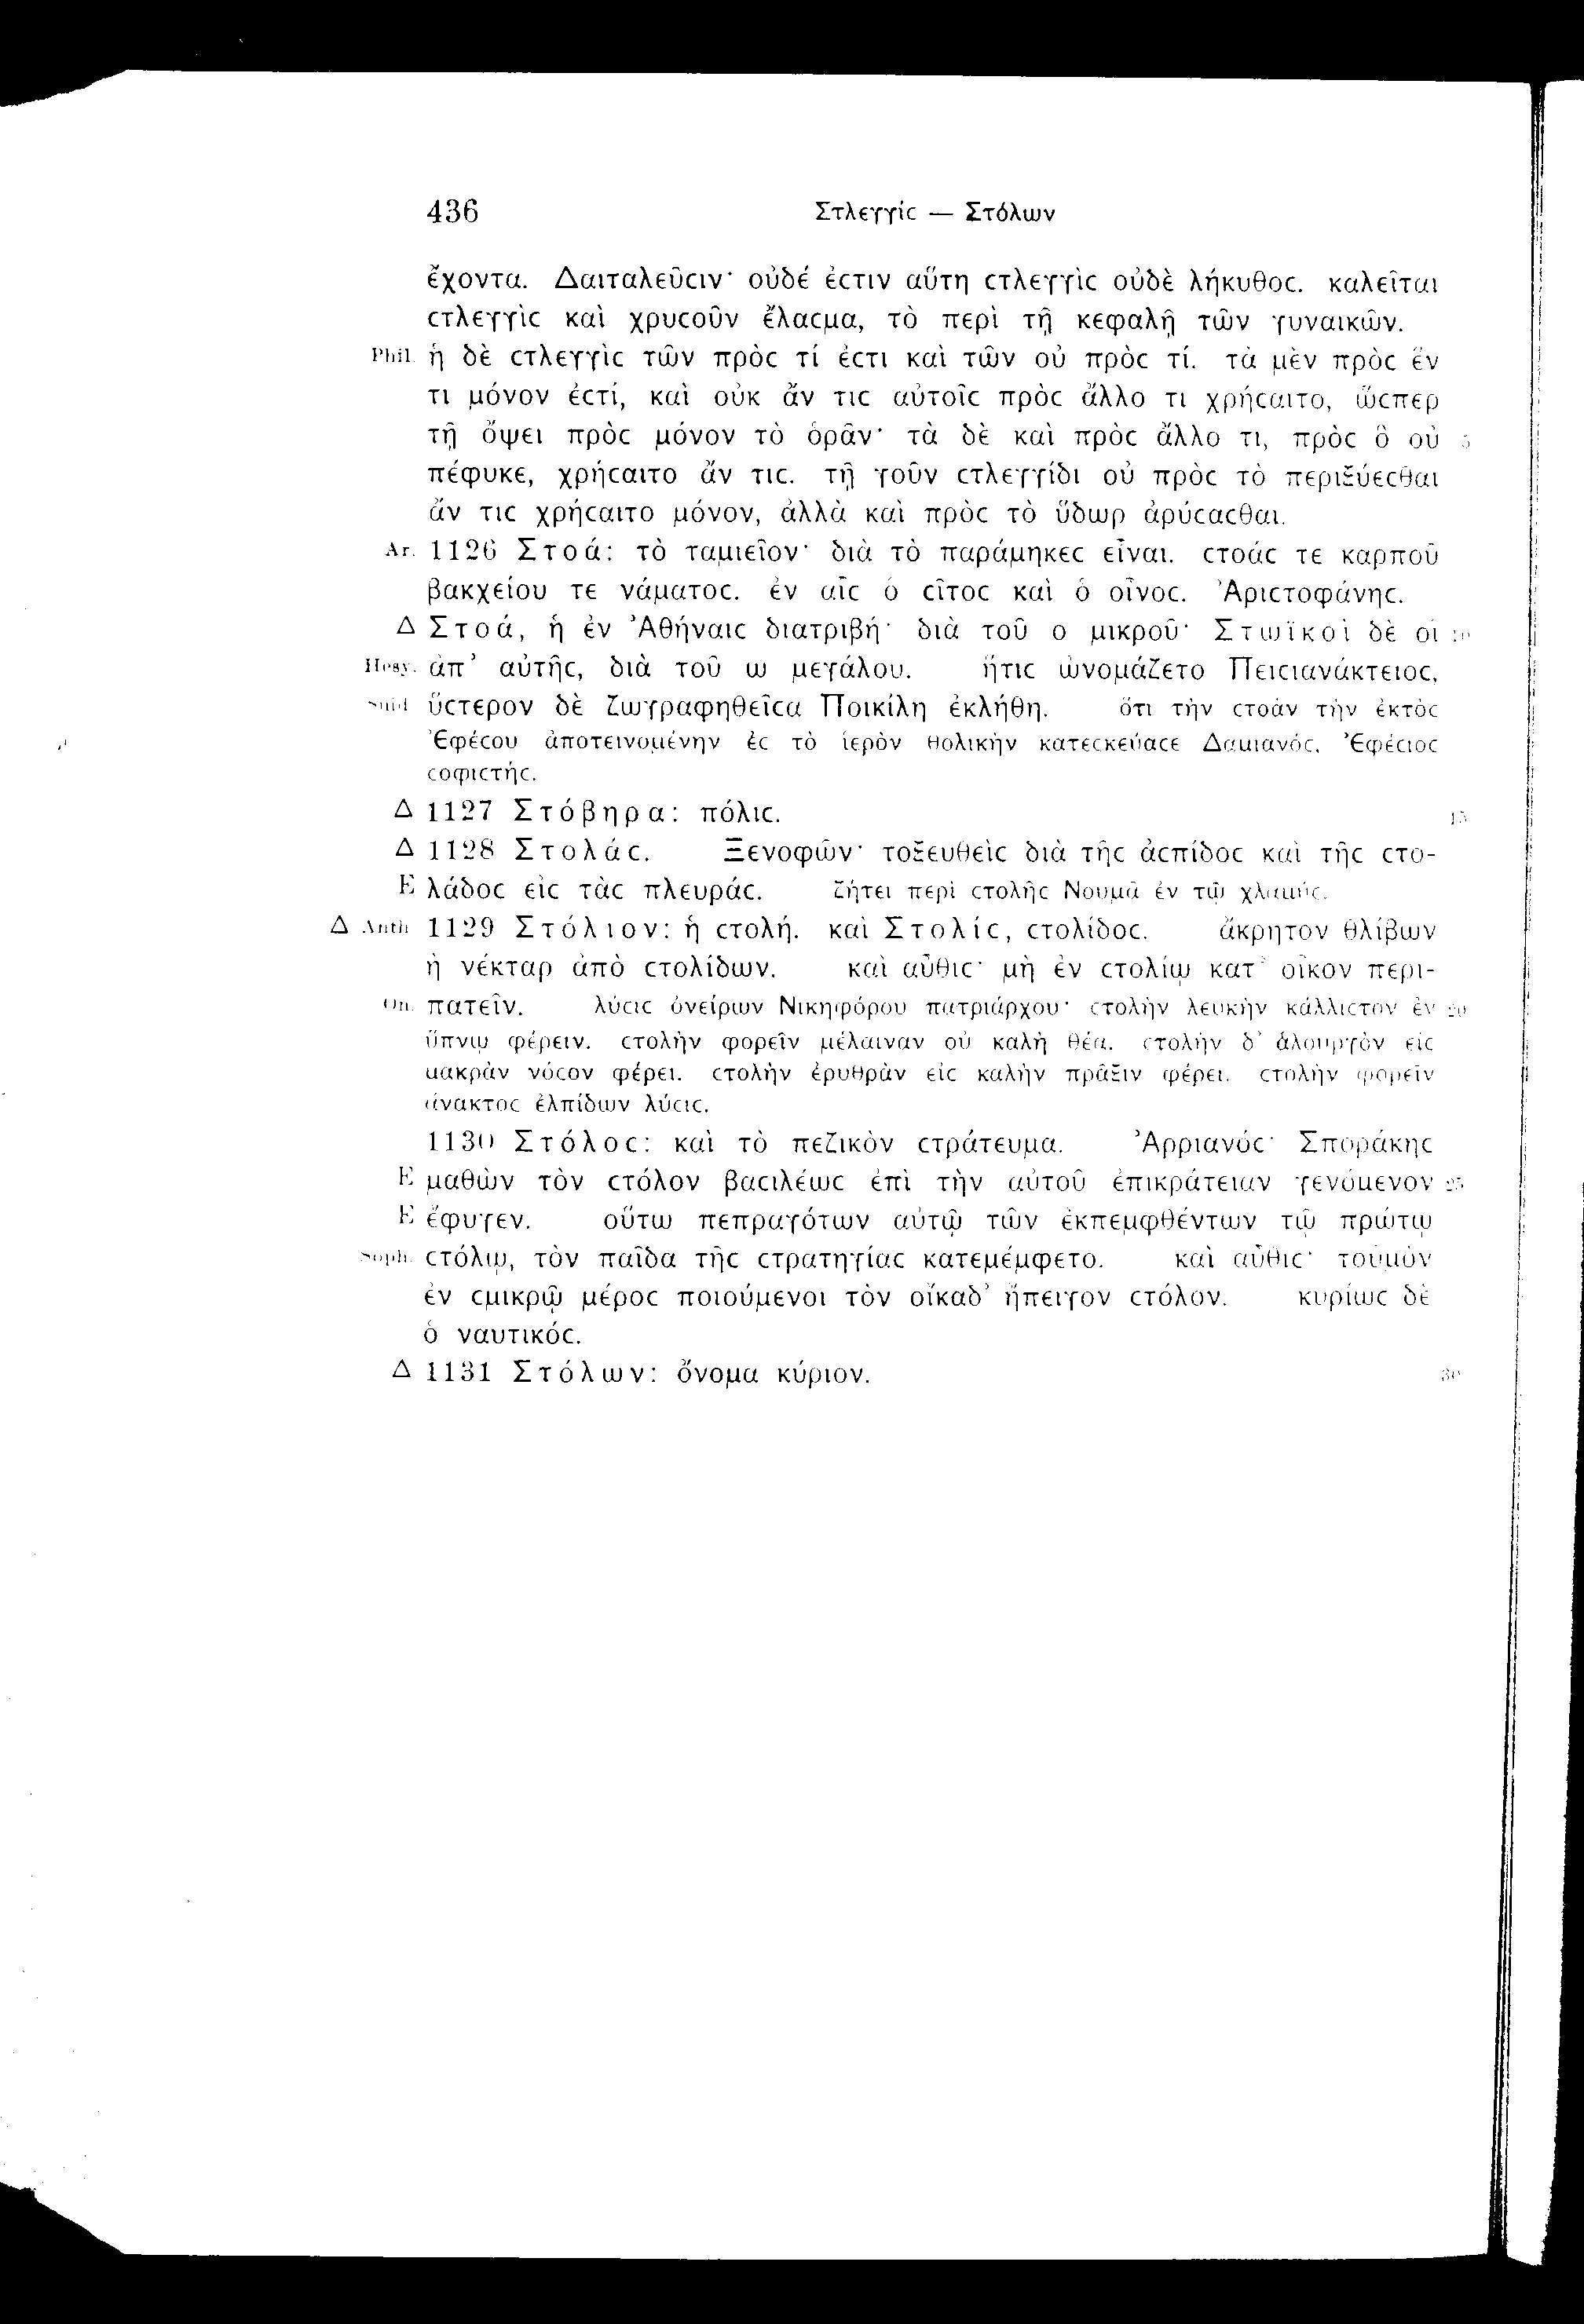 436 Στλεγγίϲ — Στόλων
ἔχοντα. Δαιταλεῦϲιν· οὐδέ ἐϲτιν αὕτη ϲτλεγγὶϲ οὐδὲ λήκυθοϲ. καλεῖται
ϲτλεγγὶϲ καὶ χρυϲοῦν ἔλαϲμα, τὸ περὶ τῇ κεφαλῇ τῶν γυναικῶν.
Phil. ἡ δὲ ϲτλεγγὶϲ τῶν πρόϲ τί ἐϲτι καὶ τῶν οὐ πρόϲ τί. τὰ μὲν πρὸϲ ἕν
τι μόνον ἐϲτί, καὶ οὐκ ἄν τιϲ αὐτοῖϲ πρὸϲ ἄλλο τι χρήϲαιτο, ὥϲπερ
τῇ ὄψει πρὸϲ μόνον τὸ ὁρᾶν· τὰ δὲ καὶ πρὸϲ ἄλλο τι, πρὸϲ ὃ οὐ 5
πέφυκε, χρήϲαιτο ἄν τιϲ. τῇ γοῦν ϲτλεγγίδι οὐ πρὸϲ τὸ περιξύεϲθαι
ἄν τιϲ χρήϲαιτο μόνον, ἀλλὰ καὶ πρὸϲ τὸ ὕδωρ ἀρύϲαϲθαι.
Ar. 1126 Στοά: τὸ ταμιεῖον· διὰ τὸ παράμηκεϲ εἶναι. ϲτοάϲ τε καρποῦ
βακχείου τε νάματοϲ. ἐν αἷϲ ὁ ϲῖτοϲ καὶ ὁ οἶνοϲ. Ἀριϲτοφάνηϲ.
Δ Στοά, ἡ ἐν Ἀθήναιϲ διατριβή· διὰ τοῦ ο μικροῦ· Στωϊκοὶ δὲ οἱ 10
Hesy. ἀπ’ αὐτῆϲ, διὰ τοῦ ω μεγάλου. ἥτιϲ ὠνομάζετο Πειϲιανάκτειοϲ,
Suid. ὕϲτερον δὲ ζωγραφηθεῖϲα Ποικίλη ἐκλήθη. ὅτι τὴν ϲτοὰν τὴν ἐκτὸϲ
Ἐφέϲου ἀποτεινομένην ἐϲ τὸ ἱερὸν θολικὴν κατεϲκεύαϲε Δαμιανόϲ, Ἐφέϲιοϲ
ϲοφιϲτήϲ.
Δ 1127 Στόβηρα: πόλιϲ. 15
Δ 1128 Στολάϲ. Ξενοφῶν· τοξευθεὶϲ διὰ τῆϲ ἀϲπίδοϲ καὶ τῆϲ ϲτο-
E λάδοϲ εἰϲ τὰϲ πλευράϲ. ζήτει περὶ ϲτολῆϲ Νουμᾶ ἐν τῷ χλαμύϲ.
Δ Anth. 1129 Στόλιον: ἡ ϲτολή. καὶ Στολίϲ, ϲτολίδοϲ. ἄκρητον θλίβων
ἡ νέκταρ ἀπὸ ϲτολίδων. καὶ αὖθιϲ· μὴ ἐν ϲτολίῳ κατ’ οἶκον περι-
On. πατεῖν. λύϲιϲ ὀνείρων Νικηφόρου πατριάρχου· ϲτολὴν λευκὴν κάλλιϲτον ἐν 20
ὕπνῳ φέρειν. ϲτολὴν φορεῖν μέλαιναν οὐ καλὴ θέα. ϲτολὴν δ’ ἁλουργὸν εἰϲ
μακρὰν νόϲον φέρει. ϲτολὴν ἐρυθρὰν εἰϲ καλὴν πρᾶξιν φέρει. ϲτολὴν φορεῖν
ἄνακτοϲ ἐλπίδων λύϲιϲ.
1130 Στόλοϲ: καὶ τὸ πεζικὸν ϲτράτευμα. Ἀρριανόϲ· Σποράκηϲ
E μαθὼν τὸν ϲτόλον βαϲιλέωϲ ἐπὶ τὴν αὑτοῦ ἐπικράτειαν γενόμενον 25
E ἔφυγεν. οὕτω πεπραγότων αὐτῷ τῶν ἐκπεμφθέντων τῷ πρώτῳ
Soph. ϲτόλῳ, τὸν παῖδα τῆϲ ϲτρατηγίαϲ κατεμέμφετο. καὶ αὖθιϲ· τοὐμὸν
ἐν ϲμικρῷ μέροϲ ποιούμενοι τὸν οἴκαδ’ ἤπειγον ϲτόλον. κυρίωϲ δὲ
ὁ ναυτικόϲ.
Δ 1131 Στόλων: ὄνομα κύριον. 30